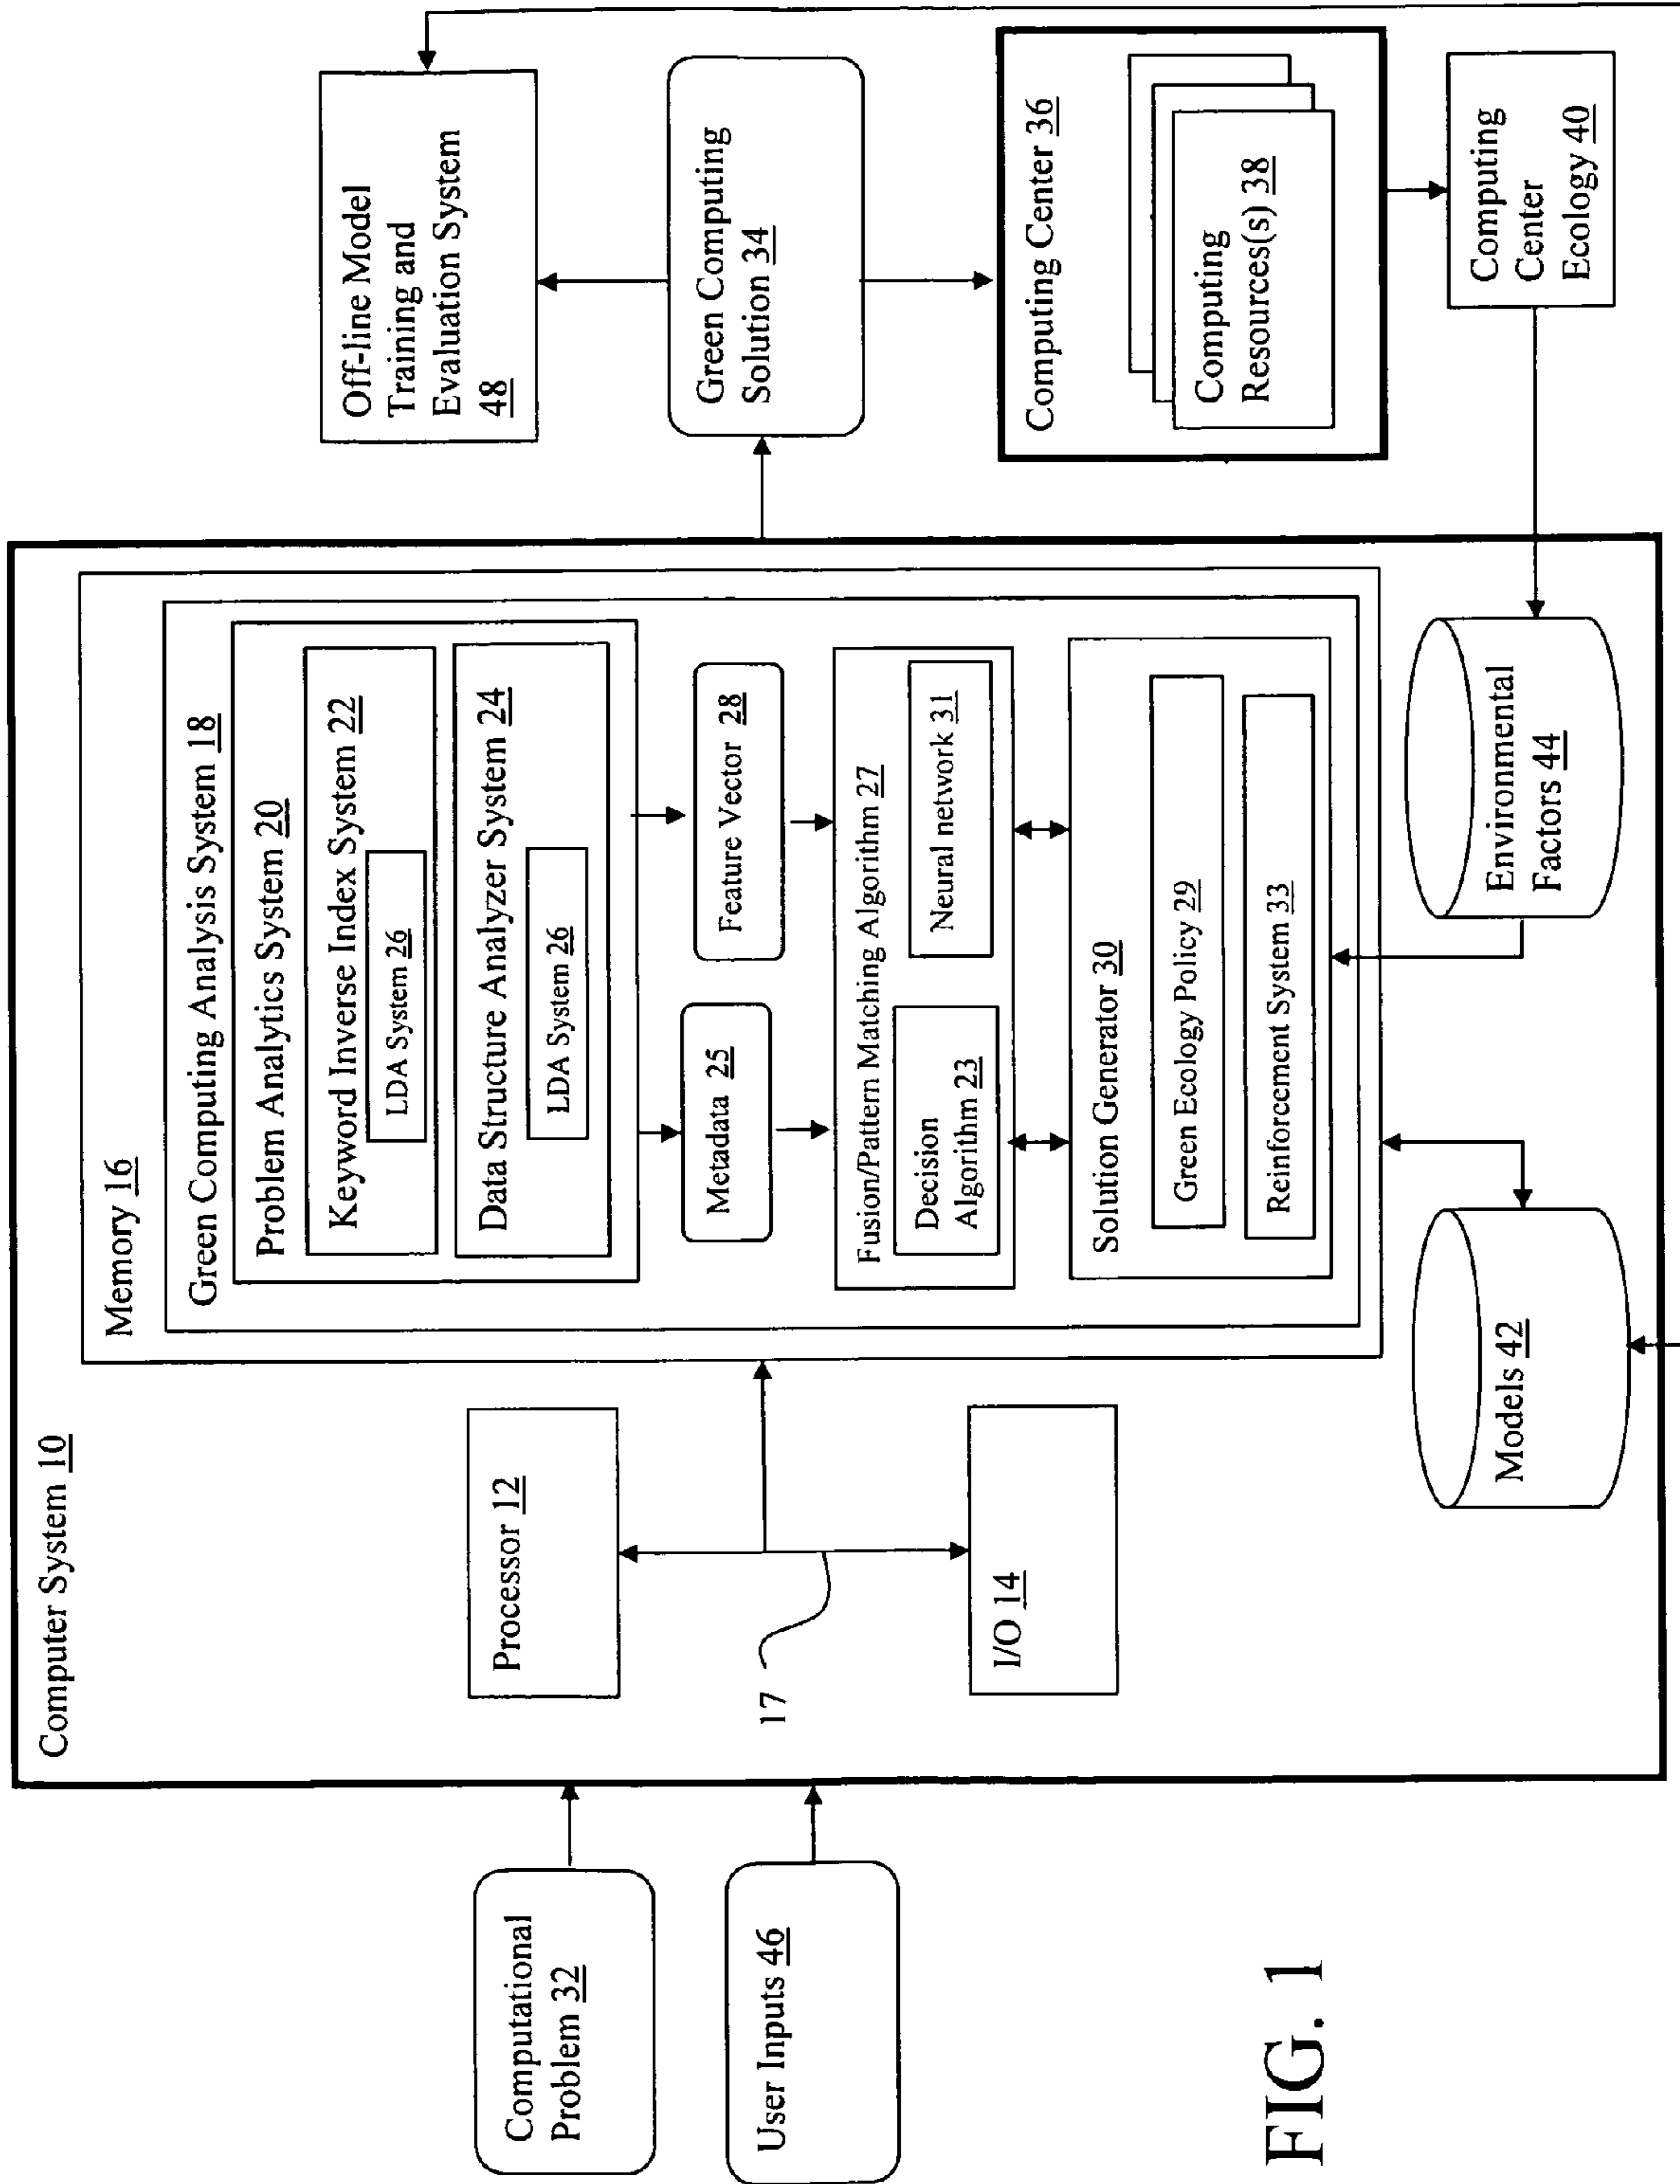 Computer System 10
Computational
Problem 32
User Inputs 46
Processor 12
17
I/O 14
Memory 16
Green Computing Analysis System 18
Problem Analytics System 20
Keyword Inverse Index System 22
LDA System 26
Data Structure Analyzer System 24
LDA System 26
Metadata 25
Feature Vector 28
Fusion/Pattern Matching Algorithm 27
Decision
Algorithm 23
Neural network 31
Solution Generator 30
Green Ecology Policy 29
Reinforcement System 33
Models 42
Environmental
Factors 44
Off-line Model
Training and
Evaluation System
48
Green Computing
Solution 34
Computing Center 36
Computing
Resources(s) 38
Computing
Center
Ecology 40
FIG. 1